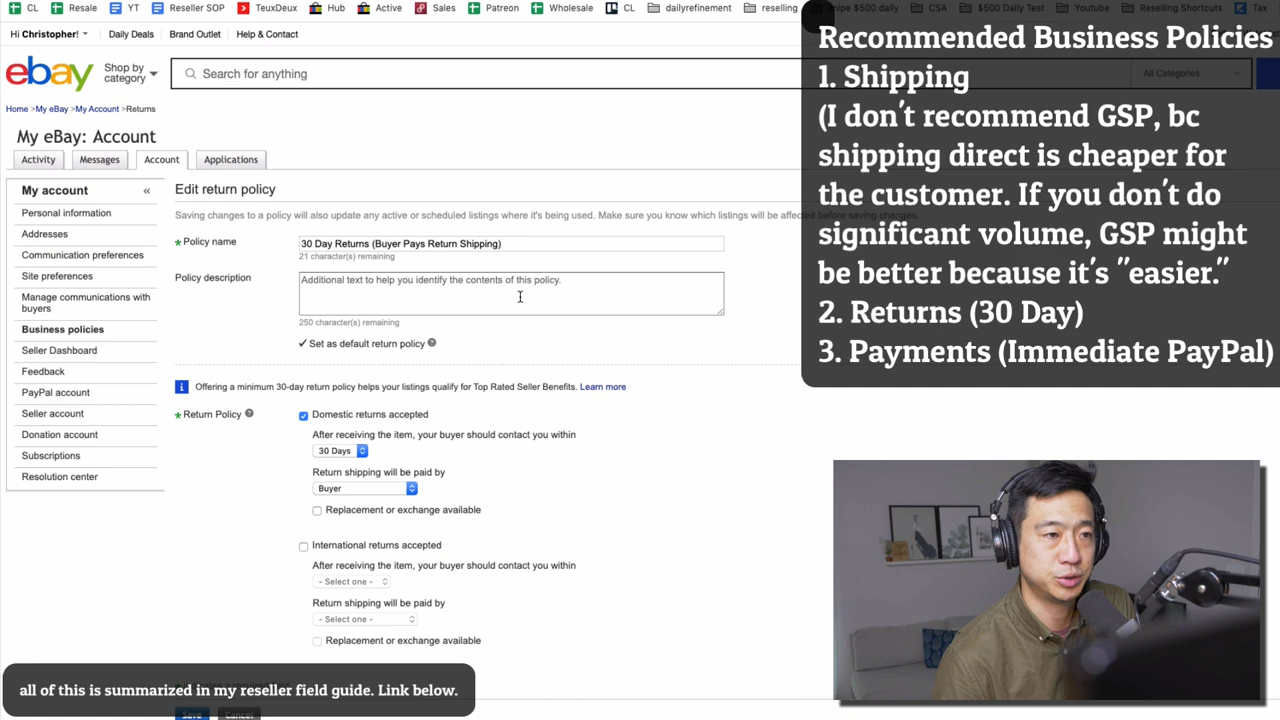 CL
Resale
YT
Reseller SOP
TeuxDeux
Hub
Active
Sales
Patreon
Wholesale
CL
dailyrefinement
reselling
snipe $500 daily
CSA
$500 Daily Test
Youtube
Reselling Shortcuts
Tax
Hi Christopher!
Daily Deals
Brand Outlet
Help & Contact
ebay
Shop by
category
Search for anything
All Categories
Home >My eBay >My Account >Returns
My eBay: Account
Activity
Messages
Account
Applications
My account
«
Personal information
Addresses
Communication preferences
Site preferences
Manage communications with
buyers
Business policies
Seller Dashboard
Feedback
PayPal account
Seller account
Donation account
Subscriptions
Resolution center
Edit return policy
Saving changes to a policy will also update any active or scheduled listings where it's being used. Make sure you know which listings will be affected before saving changes.
* Policy name
30 Day Returns (Buyer Pays Return Shipping)
21 character(s) remaining
Policy description
Additional text to help you identify the contents of this policy.
250 character(s) remaining
✓ Set as default return policy ?
i Offering a minimum 30-day return policy helps your listings qualify for Top Rated Seller Benefits. Learn more
* Return Policy ?
Domestic returns accepted
After receiving the item, your buyer should contact you within
30 Days
Return shipping will be paid by
Buyer
Replacement or exchange available
International returns accepted
After receiving the item, your buyer should contact you within
- Select one -
Return shipping will be paid by
- Select one -
Replacement or exchange available
Save
Cancel
Recommended Business Policies
1. Shipping
(I don't recommend GSP, bc
shipping direct is cheaper for
the customer. If you don't do
significant volume, GSP might
be better because it's "easier."
2. Returns (30 Day)
3. Payments (Immediate PayPal)
all of this is summarized in my reseller field guide. Link below.